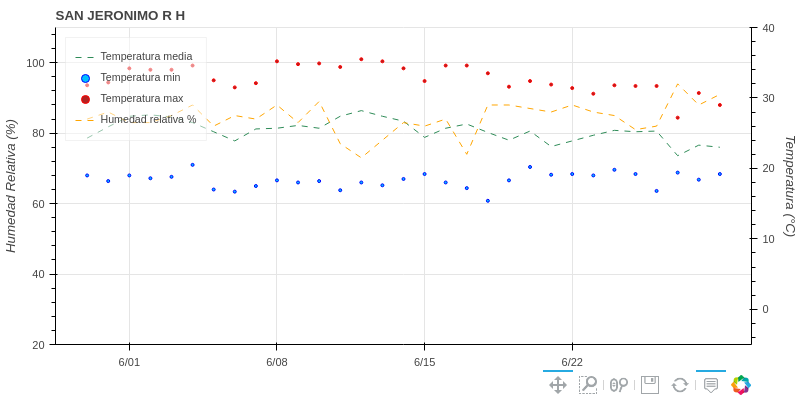 SAN JERONIMO R H
Temperatura media
Temperatura min
Temperatura max
Humedad relativa %
Humedad Relativa (%)
100
80
60
40
20
40
30
20
10
0
Temperatura (°C)
6/01
6/08
6/15
6/22